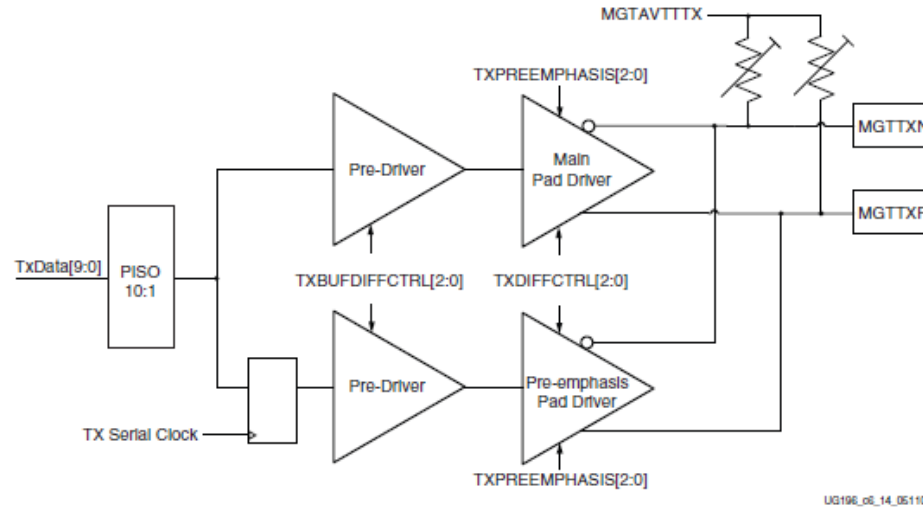 MGTAVTTTX
TXPREEMPHASIS[2:0]
MGTTXN
Pre-Driver
Main
Pad Driver
MGTTXP
TxData[9:0]
PISO
10:1
TXBUFDIFFCTRL[2:0]
TXDIFFCTRL[2:0]
Pre-Driver
Pre-emphasis
Pad Driver
TX Serial Clock
TXPREEMPHASIS[2:0]
UG196_c6_14_05110